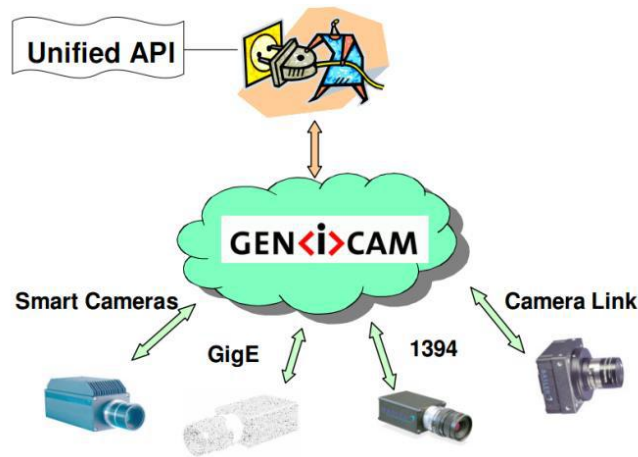 Unified API
GEN<i>CAM
Smart Cameras
Camera Link
GigE
1394